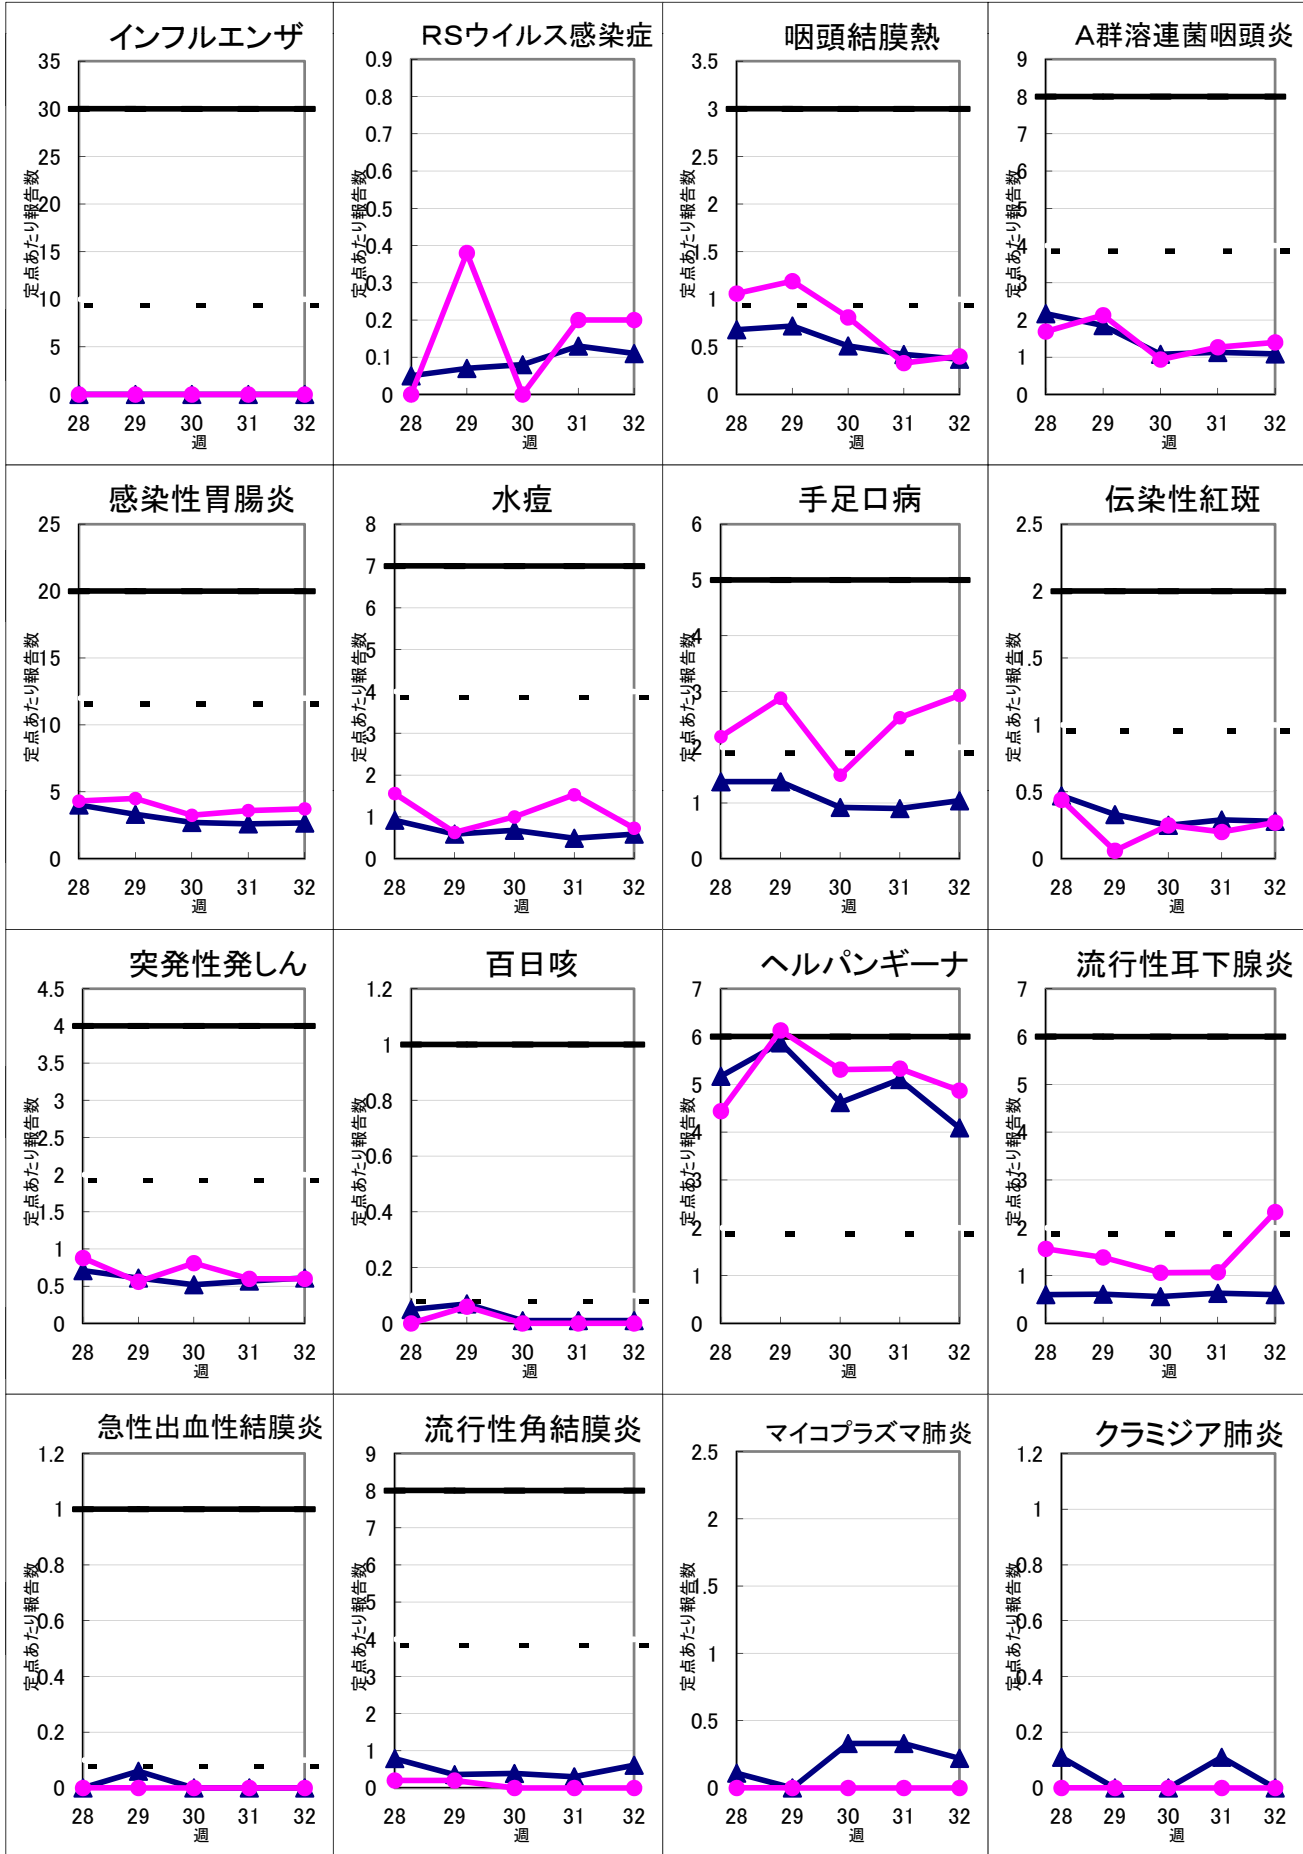 インフルエンザ
35
30
25
20
15
10
5
0
定点あたり報告数
28 29 30 31 32
週
RSウイルス感染症
0.9
0.8
0.7
0.6
0.5
0.4
0.3
0.2
0.1
0
定点あたり報告数
28 29 30 31 32
週
咽頭結膜熱
3.5
3
2.5
2
1.5
1
0.5
0
定点あたり報告数
28 29 30 31 32
週
A群溶連菌咽頭炎
9
8
7
6
5
4
3
2
1
0
定点あたり報告数
28 29 30 31 32
週
感染性胃腸炎
25
20
15
10
5
0
定点あたり報告数
28 29 30 31 32
週
水痘
8
7
6
5
4
3
2
1
0
定点あたり報告数
28 29 30 31 32
週
手足口病
6
5
4
3
2
1
0
定点あたり報告数
28 29 30 31 32
週
伝染性紅斑
2.5
2
1.5
1
0.5
0
定点あたり報告数
28 29 30 31 32
週
突発性発しん
4.5
4
3.5
3
2.5
2
1.5
1
0.5
0
定点あたり報告数
28 29 30 31 32
週
百日咳
1.2
1
0.8
0.6
0.4
0.2
0
定点あたり報告数
28 29 30 31 32
週
ヘルパンギーナ
7
6
5
4
3
2
1
0
定点あたり報告数
28 29 30 31 32
週
流行性耳下腺炎
7
6
5
4
3
2
1
0
定点あたり報告数
28 29 30 31 32
週
急性出血性結膜炎
1.2
1
0.8
0.6
0.4
0.2
0
定点あたり報告数
28 29 30 31 32
週
流行性角結膜炎
9
8
7
6
5
4
3
2
1
0
定点あたり報告数
28 29 30 31 32
週
マイコプラズマ肺炎
2.5
2
1.5
1
0.5
0
定点あたり報告数
28 29 30 31 32
週
クラミジア肺炎
1.2
1
0.8
0.6
0.4
0.2
0
定点あたり報告数
28 29 30 31 32
週